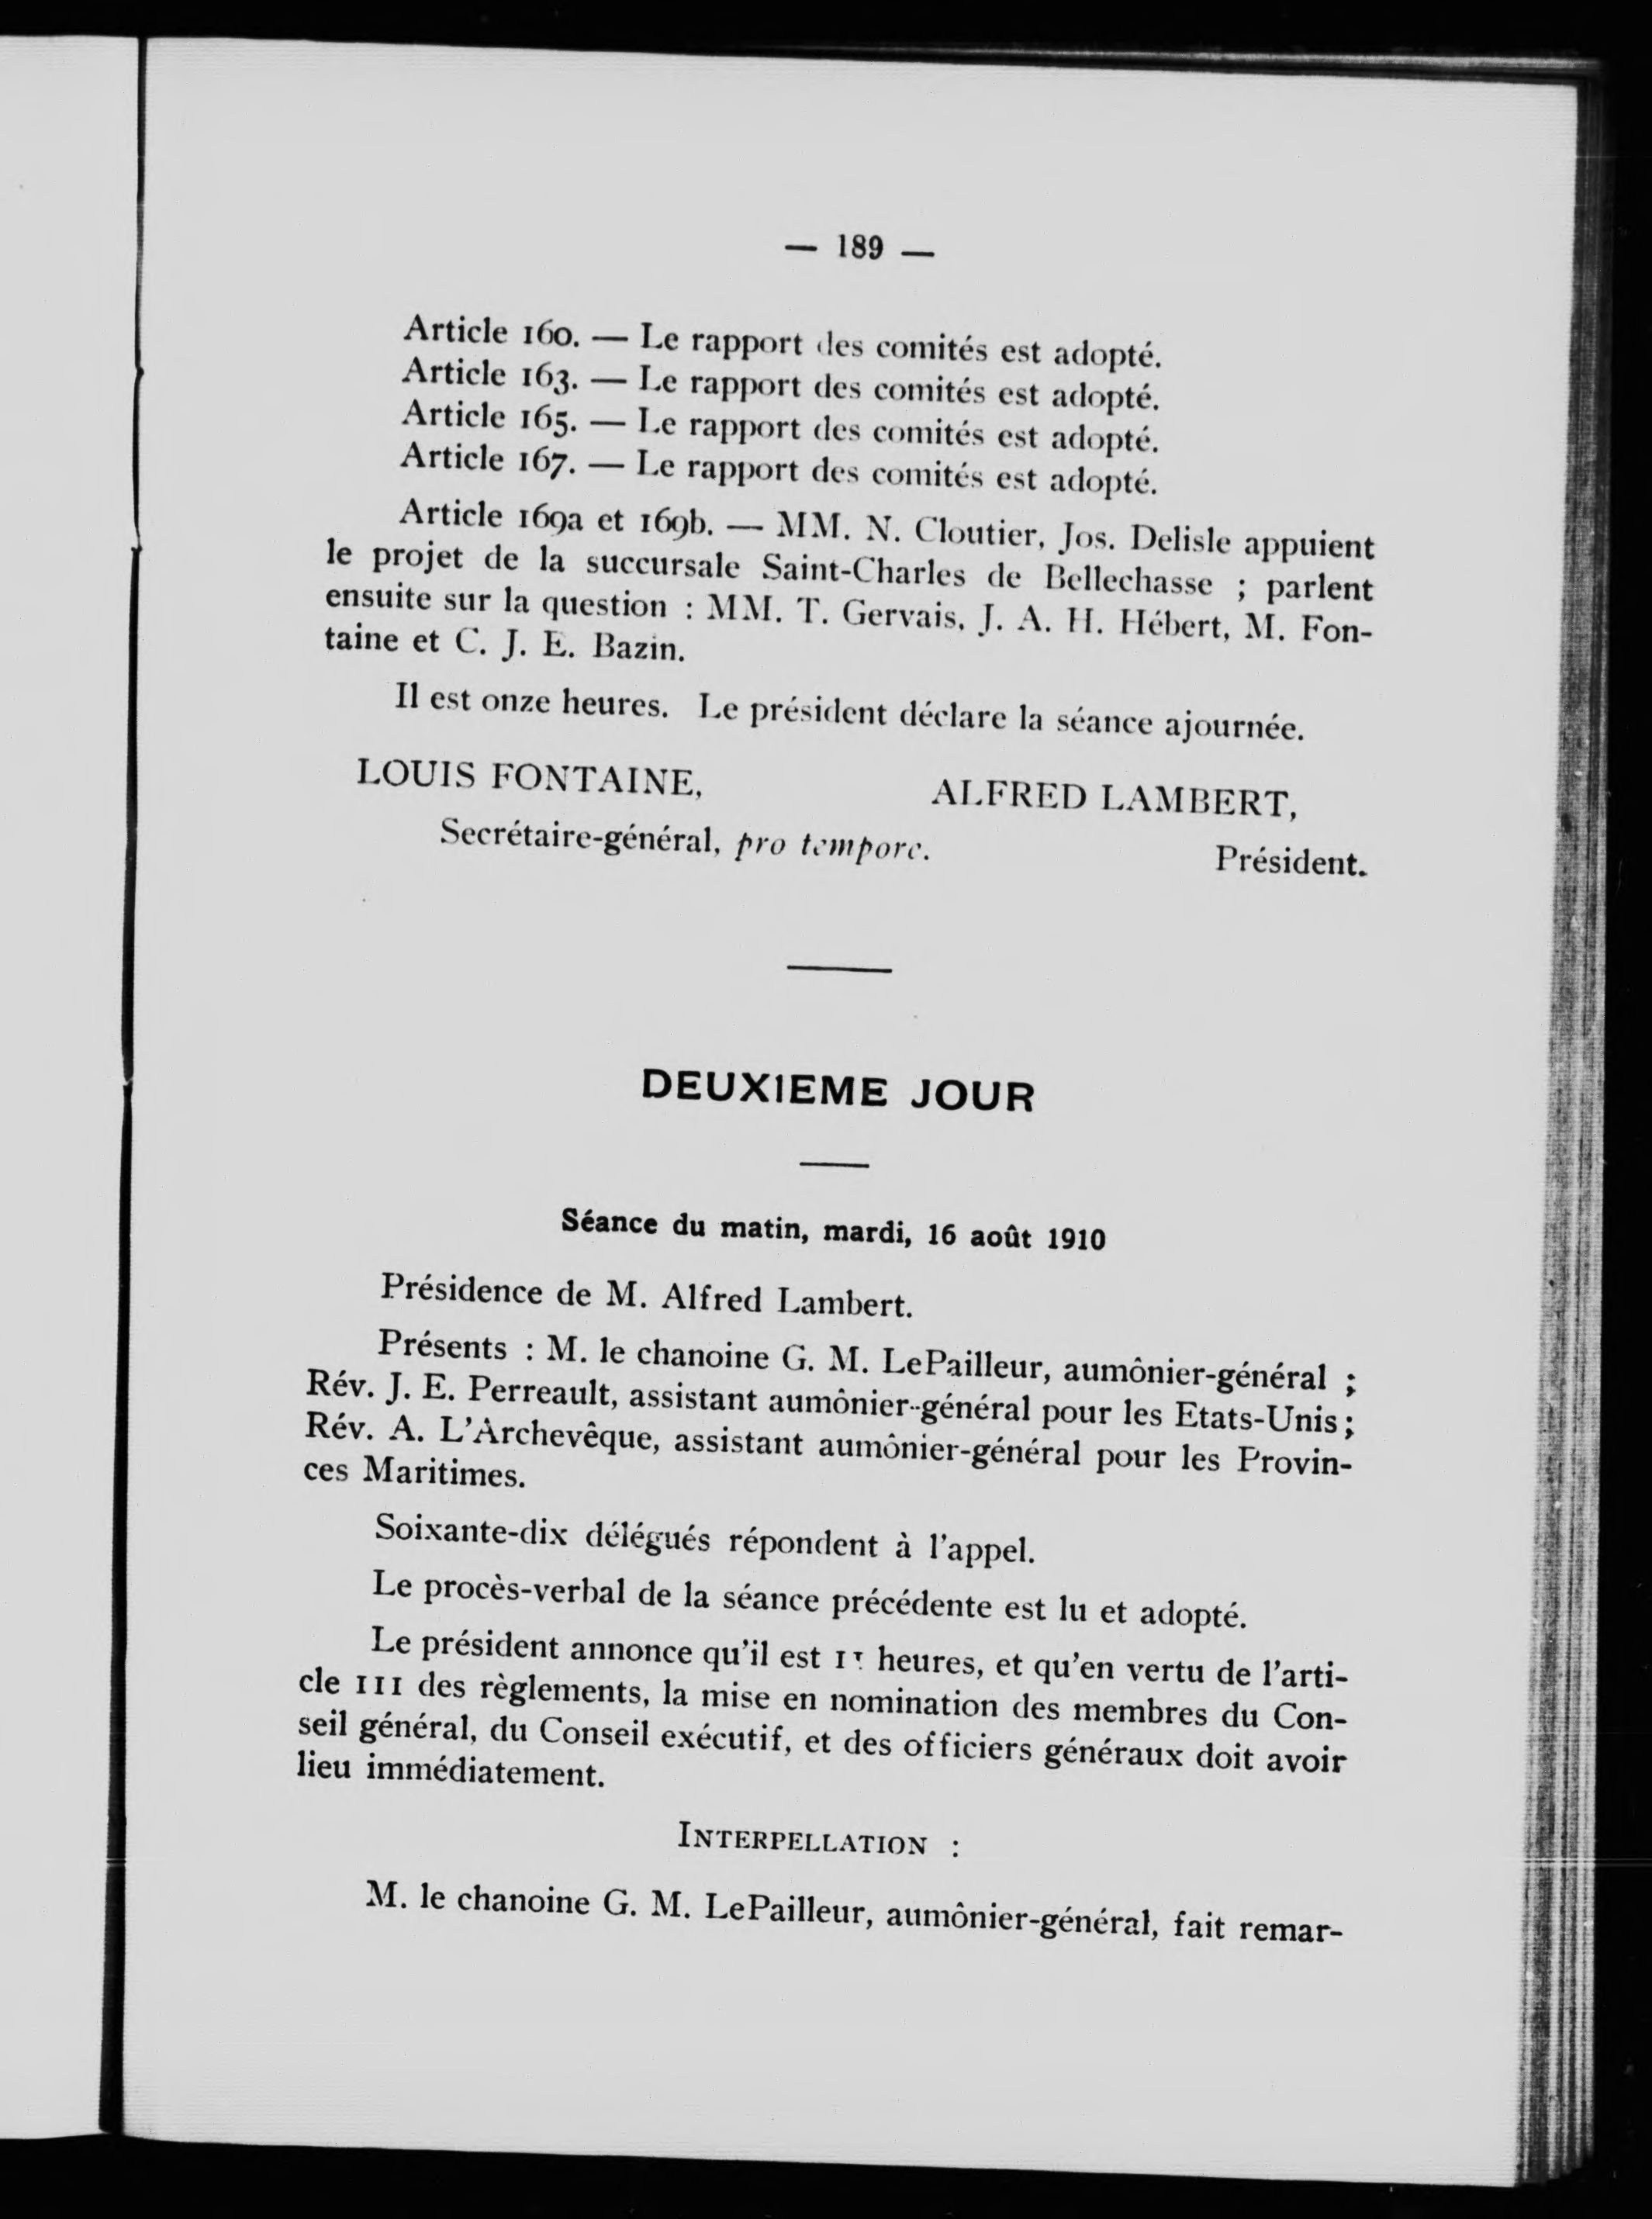 — 189 —
Article 160. — Le rapport des comités est adopté.
Article 163. — Le rapport des comités est adopté.
Article 165. — Le rapport des comités est adopté.
Article 167. — Le rapport des comités est adopté.
Article 169a et 169b. — MM. N. Cloutier, Jos. Delisle appuient
le projet de la succursale Saint-Charles de Bellechasse ; parlent
ensuite sur la question : MM. T. Gervais, J. A. H. Hébert, M. Fon-
taine et C. J. E. Bazin.
Il est onze heures. Le président déclare la séance ajournée.
LOUIS FONTAINE,
Secrétaire-général, pro tempore.
ALFRED LAMBERT,
Président.
DEUXIEME JOUR
Séance du matin, mardi, 16 août 1910
Présidence de M. Alfred Lambert.
Présents : M. le chanoine G. M. LePailleur, aumônier-général ;
Rév. J. E. Perreault, assistant aumônier-général pour les Etats-Unis ;
Rév. A. L'Archevêque, assistant aumônier-général pour les Provin-
ces Maritimes.
Soixante-dix délégués répondent à l'appel.
Le procès-verbal de la séance précédente est lu et adopté.
Le président annonce qu'il est 11 heures, et qu'en vertu de l'arti-
cle 111 des règlements, la mise en nomination des membres du Con-
seil général, du Conseil exécutif, et des officiers généraux doit avoir
lieu immédiatement.
INTERPELLATION :
M. le chanoine G. M. LePailleur, aumônier-général, fait remar-